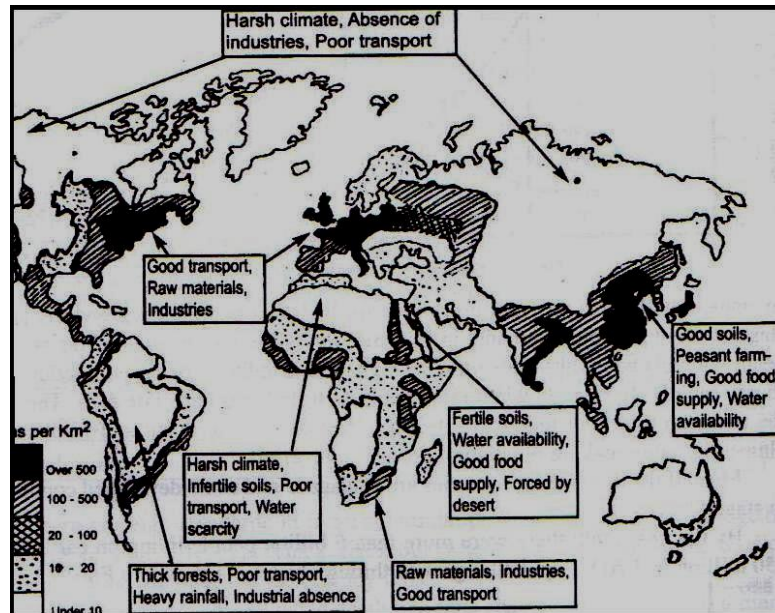 Harsh climate, Absence of
industries, Poor transport
Good transport,
Raw materials,
Industries
Good soils,
Peasant farm-
ing, Good food
supply, Water
availability
Fertile soils,
Water availability,
Good food
supply, Forced by
desert
Harsh climate,
Infertile soils, Poor
transport, Water
scarcity
Thick forests, Poor transport,
Heavy rainfall, Industrial absence
Raw materials, Industries,
Good transport
ns per Km²
Over 500
100 - 500
20 - 100
10 - 20
Under 10